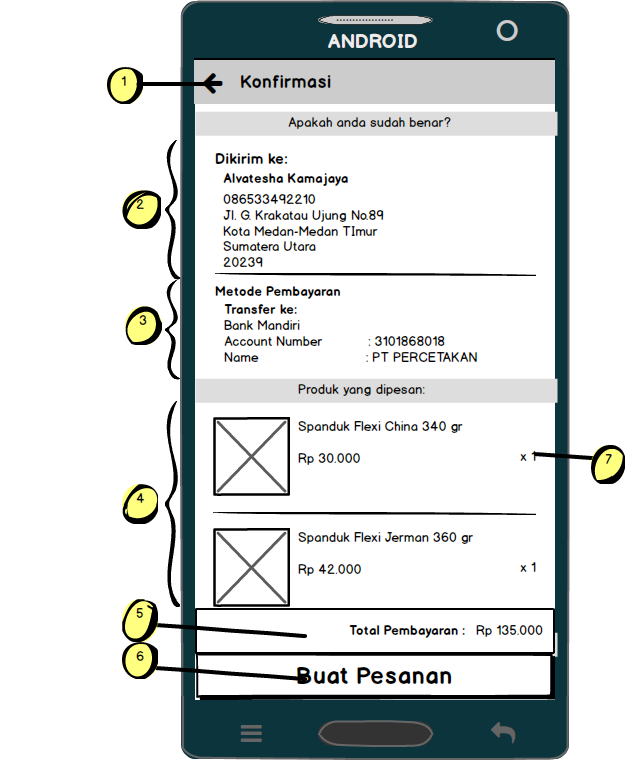 ANDROID
1
Konfirmasi
Apakah anda sudah benar?
2
Dikirim ke:
Alvatesha Kamajaya
086533492210
Jl. G. Krakatau Ujung No.89
Kota Medan-Medan TImur
Sumatera Utara
20239
3
Metode Pembayaran
Transfer ke:
Bank Mandiri
Account Number : 3101868018
Name : PT PERCETAKAN
Produk yang dipesan:
4
Spanduk Flexi China 340 gr
Rp 30.000 x 1
7
Spanduk Flexi Jerman 360 gr
Rp 42.000 x 1
5
Total Pembayaran : Rp 135.000
6
Buat Pesanan